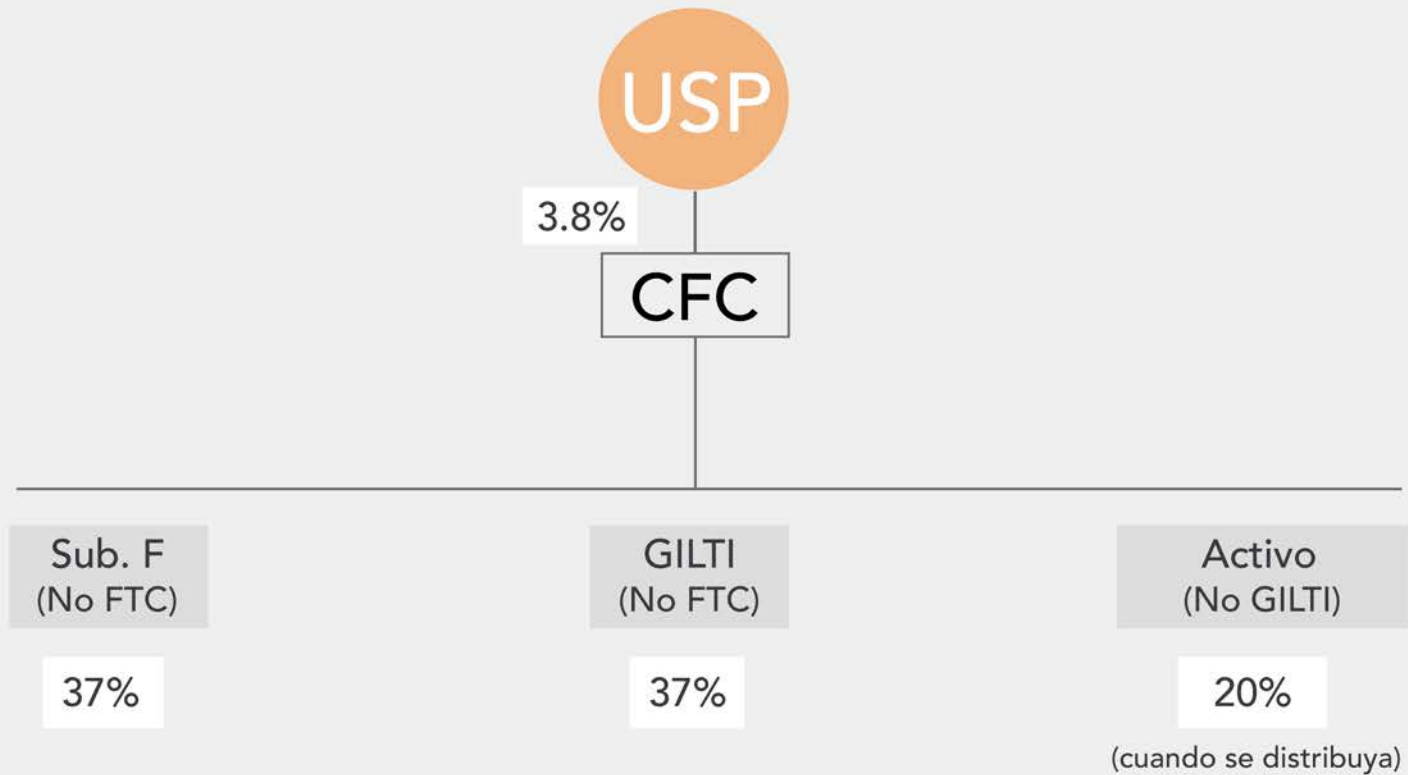 USP
3.8%
CFC
Sub. F
(No FTC)
37%
GILTI
(No FTC)
37%
Activo
(No GILTI)
20%
(cuando se distribuya)